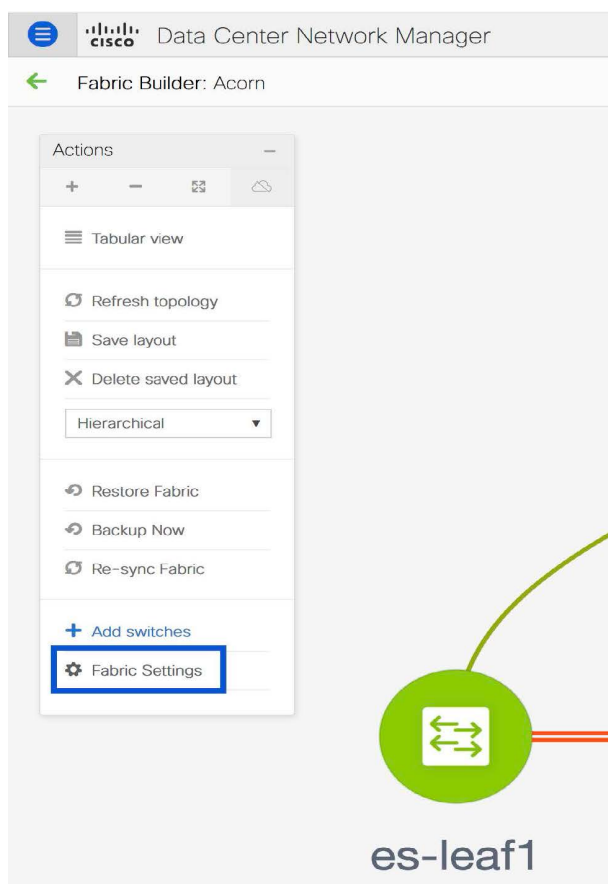 cisco Data Center Network Manager
Fabric Builder: Acorn
Actions
Tabular view
Refresh topology
Save layout
Delete saved layout
Hierarchical
Restore Fabric
Backup Now
Re-sync Fabric
Add switches
Fabric Settings
es-leaf1